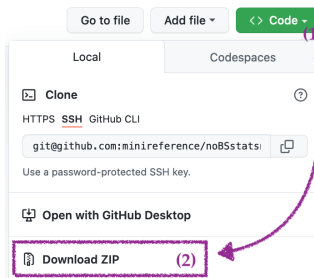 Go to file Add file Code
(1
Local Codespaces
Clone
HTTPS SSH GitHub CLI
git@github.com:minireference/noBSstats
Use a password-protected SSH key.
Open with GitHub Desktop
Download ZIP (2)